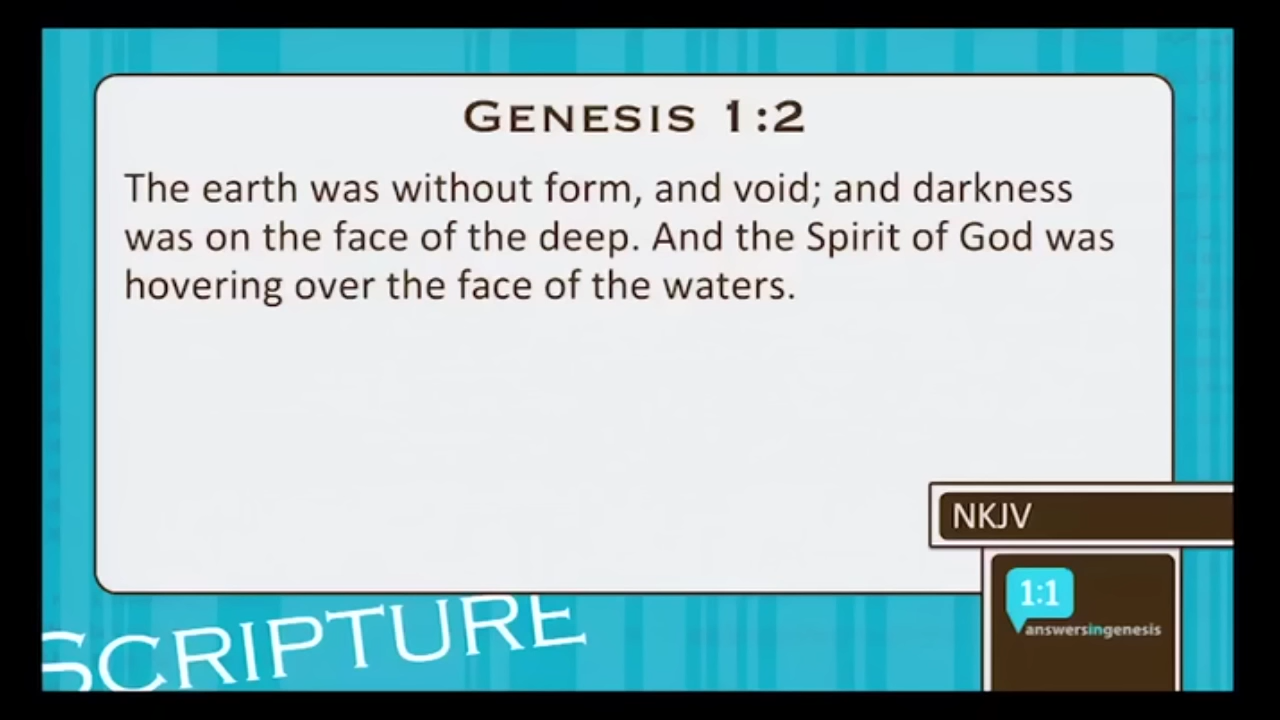 GENESIS 1:2
The earth was without form, and void; and darkness
was on the face of the deep. And the Spirit of God was
hovering over the face of the waters.
NKJV
1:1
answersingenesis
SCRIPTURE